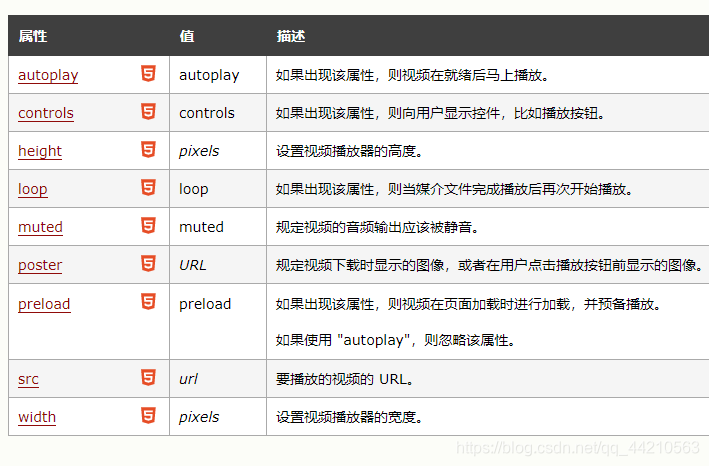 属性 值 描述
autoplay 5 autoplay 如果出现该属性，则视频在就绪后马上播放。
controls 5 controls 如果出现该属性，则向用户显示控件，比如播放按钮。
height 5 pixels 设置视频播放器的高度。
loop 5 loop 如果出现该属性，则当媒介文件完成播放后再次开始播放。
muted 5 muted 规定视频的音频输出应该被静音。
poster 5 URL 规定视频下载时显示的图像，或者在用户点击播放按钮前显示的图像。
preload 5 preload 如果出现该属性，则视频在页面加载时进行加载，并预备播放。
如果使用 "autoplay"，则忽略该属性。
src 5 url 要播放的视频的 URL。
width 5 pixels 设置视频播放器的宽度。
https://blog.csdn.net/qq_44210563